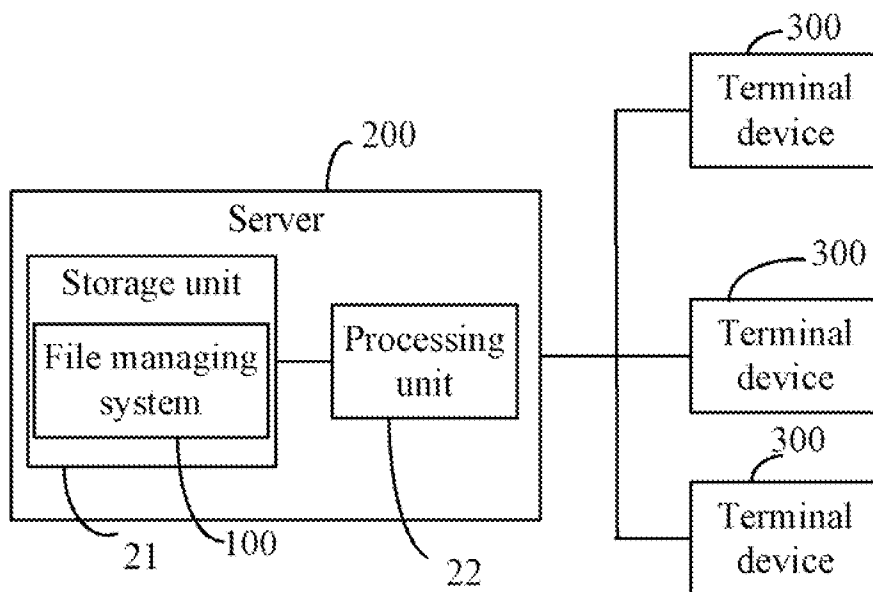 300
Terminal
device
200
Server
Storage unit
File managing
system
Processing
unit
300
Terminal
device
300
Terminal
device
21
100
22